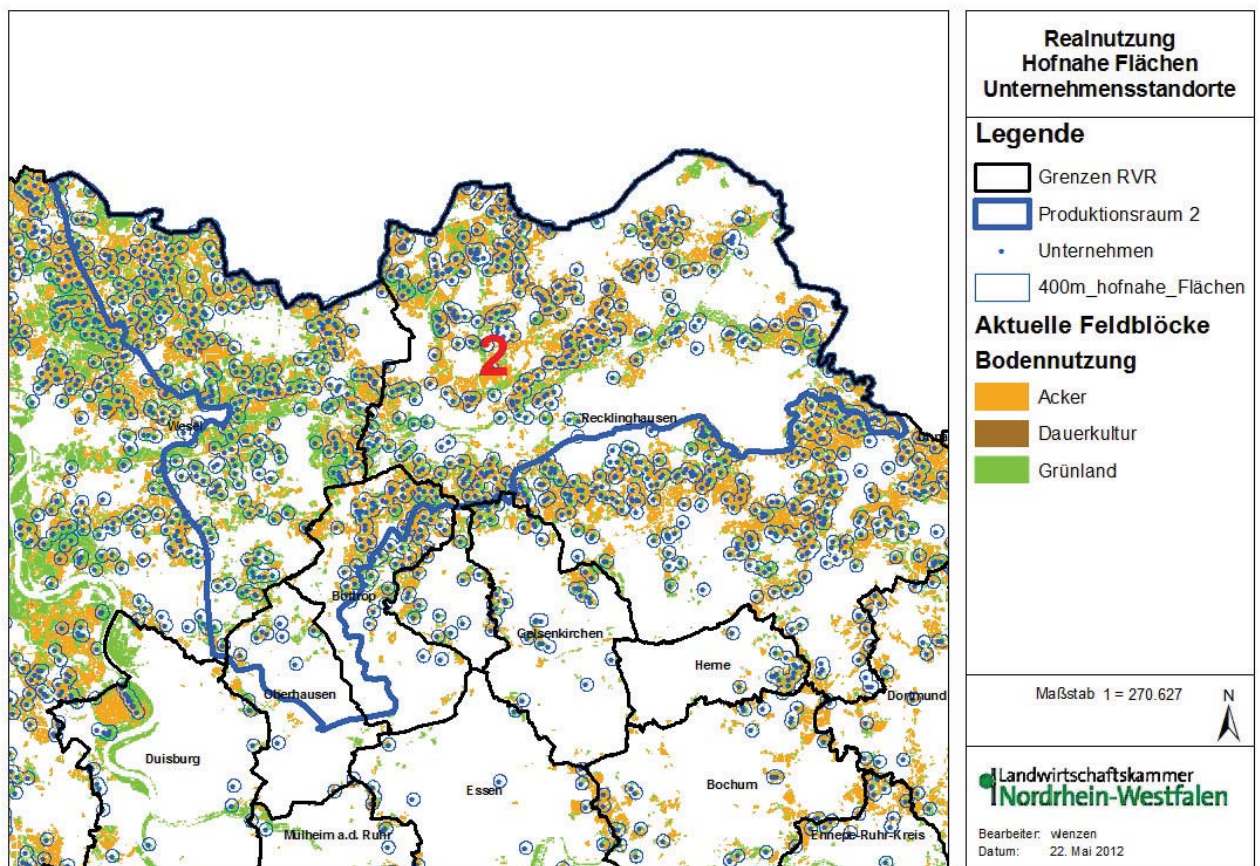 Realnutzung
Hofnahe Flächen
Unternehmensstandorte
Legende
Grenzen RVR
Produktionsraum 2
Unternehmen
400m_hofnahe_Flächen
Aktuelle Feldblöcke
Bodennutzung
Acker
Dauerkultur
Grünland
Maßstab 1 = 270.627
N
Landwirtschaftskammer
Nordrhein-Westfalen
Bearbeiter: wienzen
Datum: 22. Mai 2012
2
Recklinghausen
Wesel
Bottrop
Gelsenkirchen
Herne
Oberhausen
Dortmund
Duisburg
Essen
Bochum
Mülheim a.d. Ruhr
Ennepe-Ruhr-Kreis